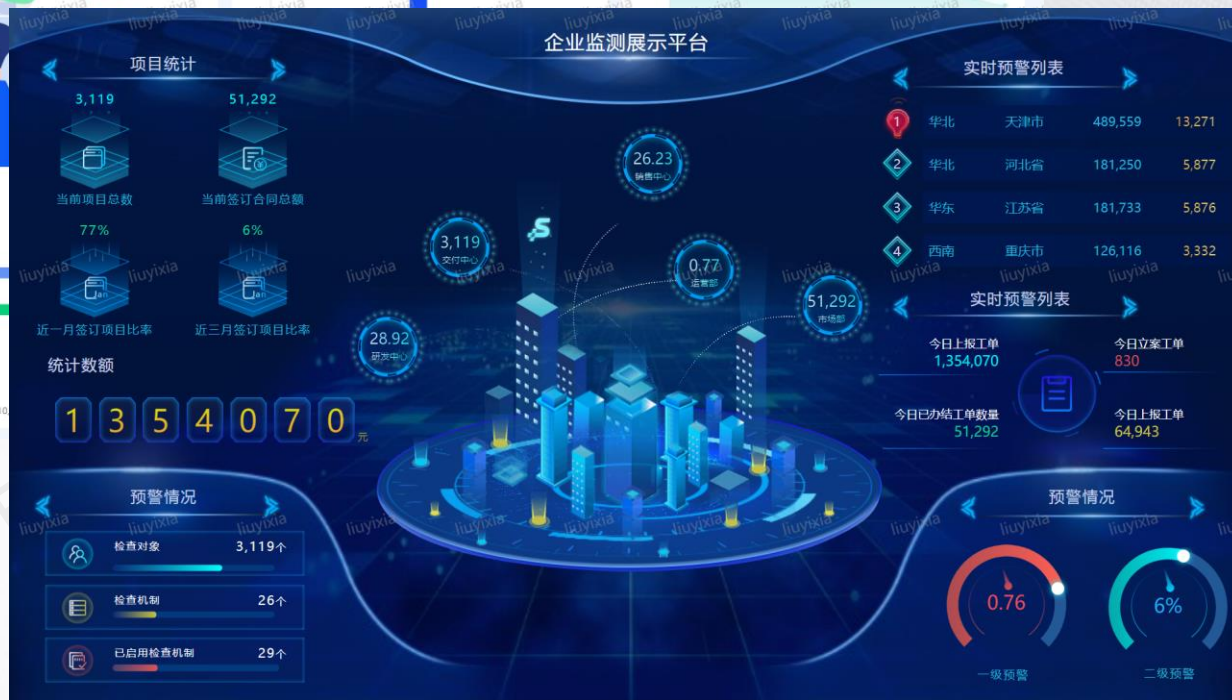 企业监测展示平台
项目统计
3,119
51,292
当前项目总数
当前签订合同总额
77%
6%
近一月签订项目比率
近三月签订项目比率
统计数额
1354070
元
预警情况
检查对象 3,119个
检查机制 26个
已启用检查机制 29个
26.23
销售中心
3,119
交付中心
0.77
运营部
51,292
市场部
28.92
研发中心
实时预警列表
1 华北 天津市 489,559 13,271
2 华北 河北省 181,250 5,877
3 华东 江苏省 181,733 5,876
4 西南 重庆市 126,116 3,332
实时预警列表
今日上报工单
1,354,070
今日立案工单
830
今日已办结工单数量
51,292
今日上报工单
64,943
预警情况
0.76
一级预警
6%
二级预警
liuyixia